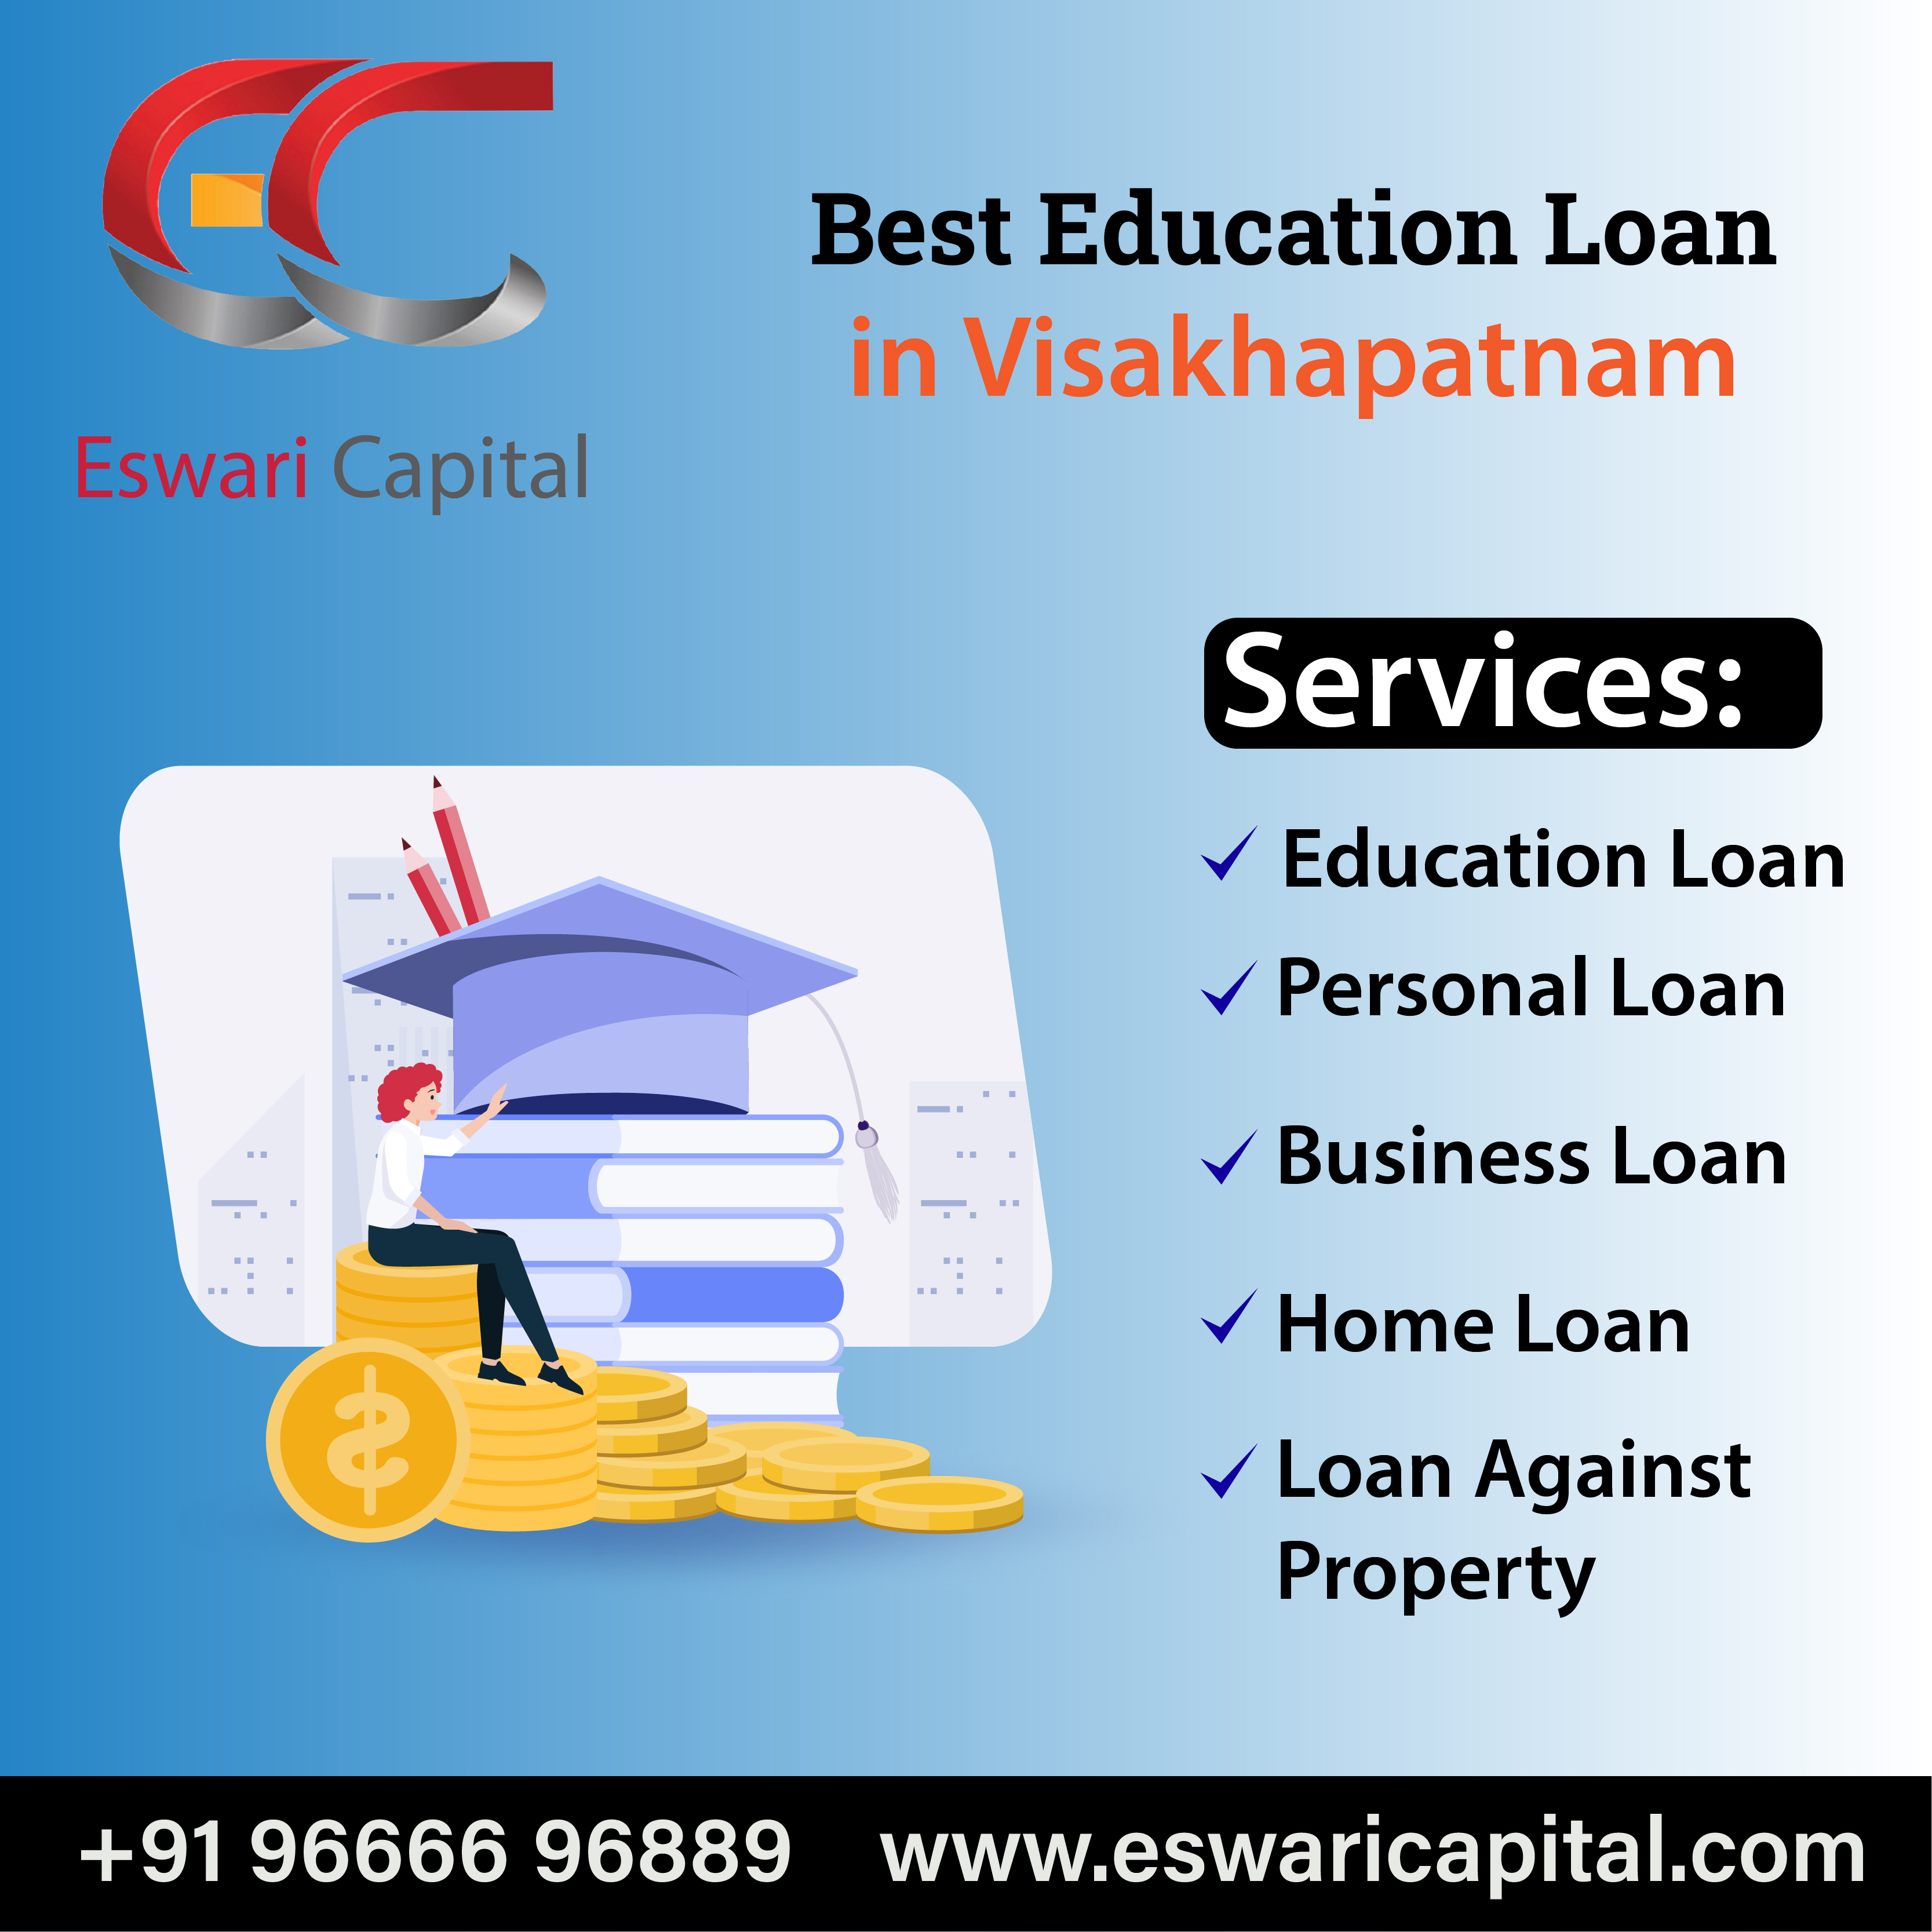 Eswari Capital
Best Education Loan
in Visakhapatnam
Services:
Education Loan
Personal Loan
Business Loan
Home Loan
Loan Against
Property
+91 96666 96889 www.eswaricapital.com